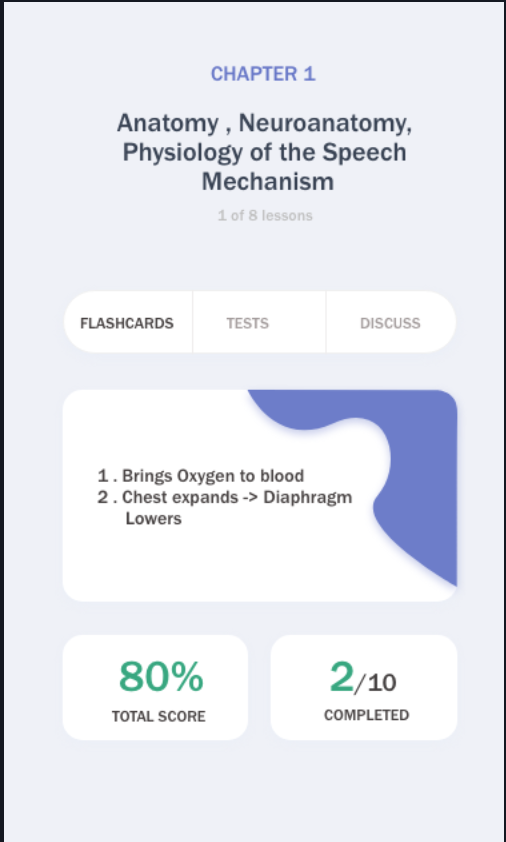 CHAPTER 1
Anatomy , Neuroanatomy,
Physiology of the Speech
Mechanism
1 of 8 lessons
FLASHCARDS TESTS DISCUSS
1 . Brings Oxygen to blood
2 . Chest expands -> Diaphragm
Lowers
80% 2/10
TOTAL SCORE COMPLETED